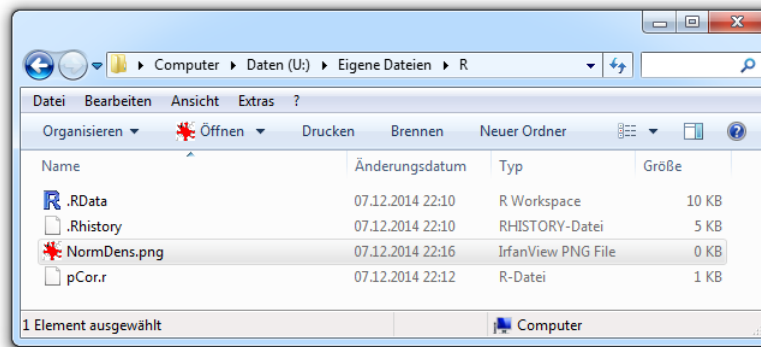 Computer Daten (U:) Eigene Dateien R
Datei Bearbeiten Ansicht Extras ?
Organisieren Öffnen Drucken Brennen Neuer Ordner
Name Änderungsdatum Typ Größe
.RData 07.12.2014 22:10 R Workspace 10 KB
.Rhistory 07.12.2014 22:10 RHISTORY-Datei 5 KB
NormDens.png 07.12.2014 22:16 IrfanView PNG File 0 KB
pCor.r 07.12.2014 22:12 R-Datei 1 KB
1 Element ausgewählt Computer